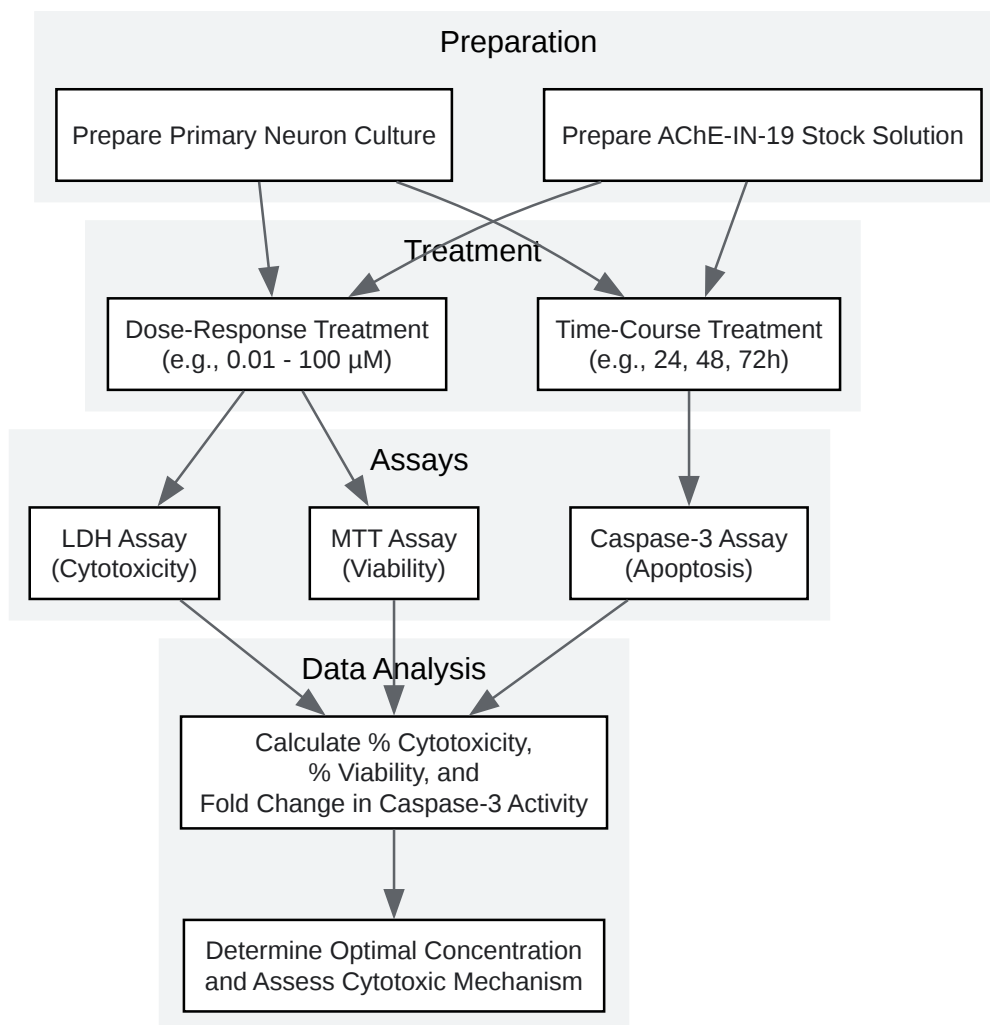 Preparation
Prepare Primary Neuron Culture
Prepare AChE-IN-19 Stock Solution
Treatment
Dose-Response Treatment
(e.g., 0.01 - 100 µM)
Time-Course Treatment
(e.g., 24, 48, 72h)
Assays
LDH Assay
(Cytotoxicity)
MTT Assay
(Viability)
Caspase-3 Assay
(Apoptosis)
Data Analysis
Calculate % Cytotoxicity,
% Viability, and
Fold Change in Caspase-3 Activity
Determine Optimal Concentration
and Assess Cytotoxic Mechanism